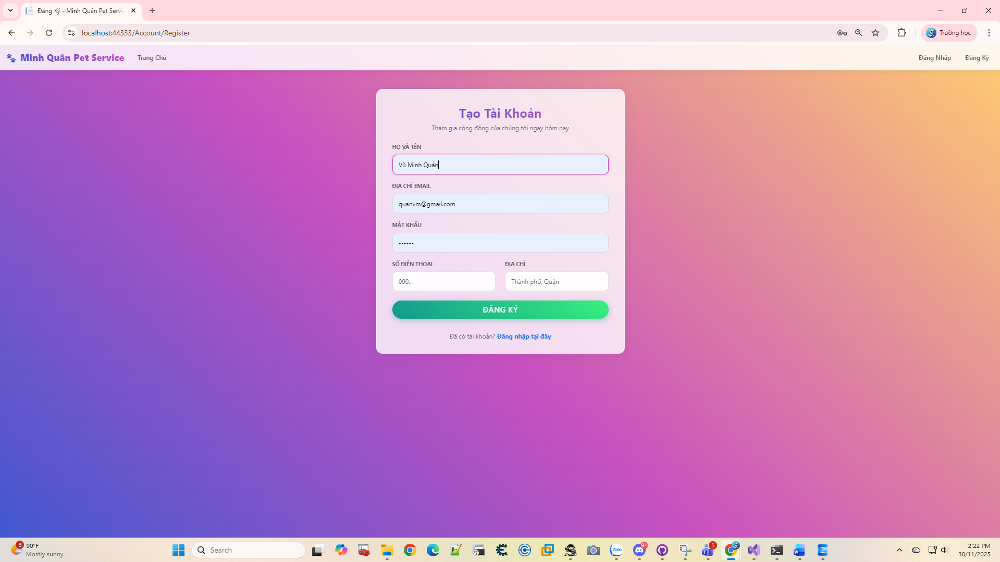 Đăng Ký - Minh Quân Pet Servic
localhost:44333/Account/Register
Trường học
Minh Quân Pet Service
Trang Chủ
Đăng Nhập
Đăng Ký
Tạo Tài Khoản
Tham gia cộng đồng của chúng tôi ngay hôm nay
HỌ VÀ TÊN
Vũ Minh Quân
ĐỊA CHỈ EMAIL
quanvm@gmail.com
MẬT KHẨU
••••••
SỐ ĐIỆN THOẠI
ĐỊA CHỈ
090...
Thành phố, Quận
ĐĂNG KÝ
Đã có tài khoản? Đăng nhập tại đây
3
90°F
Mostly sunny
Search
Zalo
9+
5
2:22 PM
30/11/2025